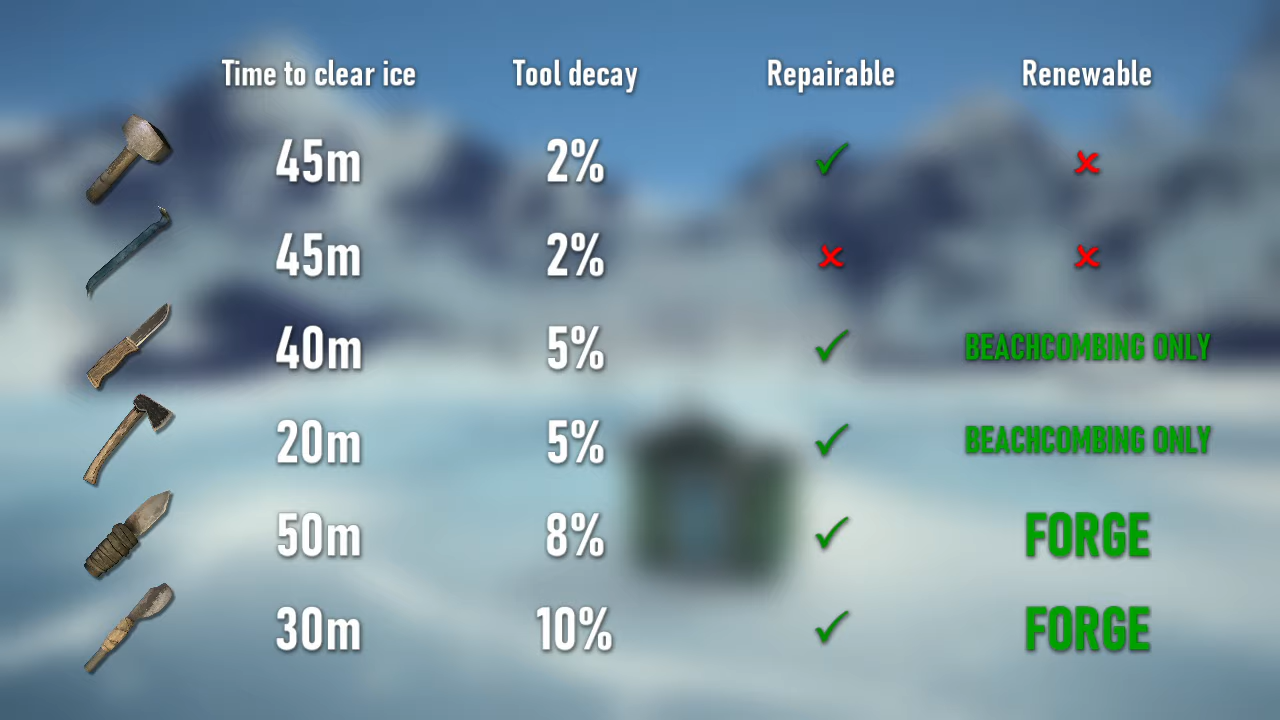 Time to clear ice Tool decay Repairable Renewable
45m 2% ✓ ✗
45m 2% ✗ ✗
40m 5% ✓ BEACHCOMBING ONLY
20m 5% ✓ BEACHCOMBING ONLY
50m 8% ✓ FORGE
30m 10% ✓ FORGE